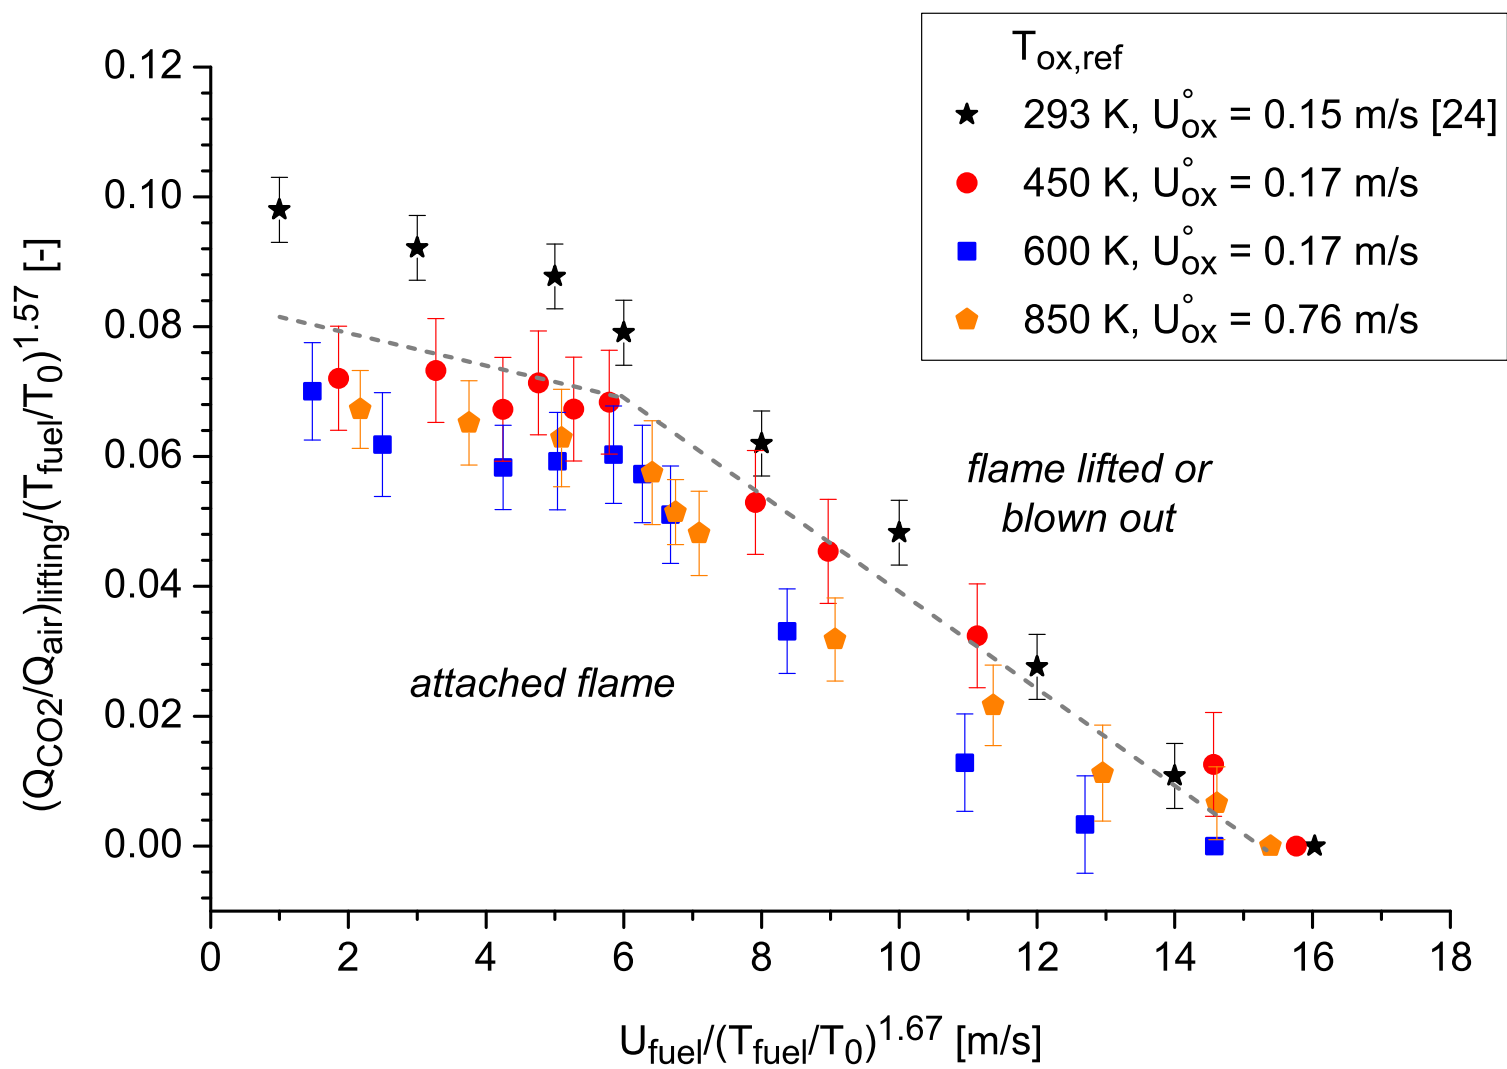 T_ox,ref
293 K, U°_ox = 0.15 m/s [24]
450 K, U°_ox = 0.17 m/s
600 K, U°_ox = 0.17 m/s
850 K, U°_ox = 0.76 m/s
(Q_CO2/Q_air)_lifting/(T_fuel/T_0)^1.57 [-]
0.12
0.10
0.08
0.06
0.04
0.02
0.00
flame lifted or
blown out
attached flame
0 2 4 6 8 10 12 14 16 18
U_fuel/(T_fuel/T_0)^1.67 [m/s]